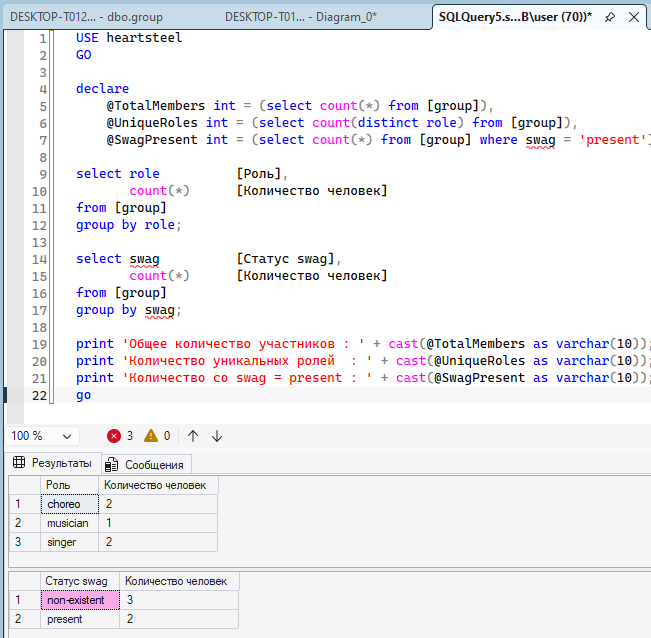 DESKTOP-T012... - dbo.group DESKTOP-T01... - Diagram_0* SQLQuery5.s...B\user (70))*
1 USE heartsteel
2 GO
3
4 declare
5 @TotalMembers int = (select count(*) from [group]),
6 @UniqueRoles int = (select count(distinct role) from [group]),
7 @SwagPresent int = (select count(*) from [group] where swag = 'present')
8
9 select role [Роль],
10 count(*) [Количество человек]
11 from [group]
12 group by role;
13
14 select swag [Статус swag],
15 count(*) [Количество человек]
16 from [group]
17 group by swag;
18
19 print 'Общее количество участников : ' + cast(@TotalMembers as varchar(10));
20 print 'Количество уникальных ролей  : ' + cast(@UniqueRoles as varchar(10));
21 print 'Количество со swag = present : ' + cast(@SwagPresent as varchar(10));
22 go
100 % 3 0
Результаты Сообщения
Роль Количество человек
1 choreo 2
2 musician 1
3 singer 2
Статус swag Количество человек
1 non-existent 3
2 present 2